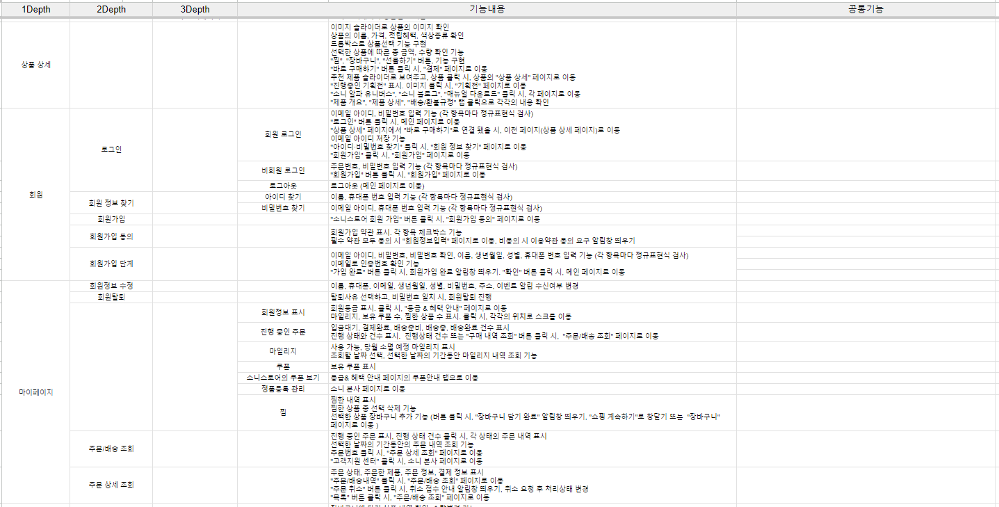 1Depth 2Depth 3Depth 기능내용 공통기능
상품 상세
이미지 슬라이더로 상품의 이미지 확인
상품의 이름, 가격, 적립혜택, 색상종류 확인
드롭박스로 상품선택 기능 구현
선택한 상품에 따른 총 금액, 수량 확인 기능
"찜", "장바구니", "선물하기" 버튼, 기능 구현
"바로 구매하기" 버튼 클릭 시, "결제" 페이지로 이동
추천 제품 슬라이더로 보여주고, 상품 클릭 시, 상품의 "상품 상세" 페이지로 이동
"진행중인 기획전" 표시. 이미지 클릭 시, "기획전" 페이지로 이동
"소니 알파 유니버스", "소니 블로그", "매뉴얼 다운로드" 클릭 시, 각 페이지로 이동
"제품 개요", "제품 상세", "배송/환불규정" 탭 클릭으로 각각의 내용 확인
회원
로그인
회원 로그인
이메일 아이디, 비밀번호 입력 기능 (각 항목마다 정규표현식 검사)
"로그인" 버튼 클릭 시, 메인 페이지로 이동
"상품 상세" 페이지에서 "바로 구매하기"로 연결 됐을 시, 이전 페이지(상품 상세 페이지)로 이동
이메일 아이디 저장 기능
"아이디·비밀번호 찾기" 클릭 시, "회원 정보 찾기" 페이지로 이동
"회원가입" 클릭 시, "회원가입" 페이지로 이동
비회원 로그인
주문번호, 비밀번호 입력 기능 (각 항목마다 정규표현식 검사)
"회원가입" 버튼 클릭 시, "회원가입" 페이지로 이동
로그아웃
로그아웃 (메인 페이지로 이동)
회원 정보 찾기
아이디 찾기
이름, 휴대폰 번호 입력 기능 (각 항목마다 정규표현식 검사)
비밀번호 찾기
이메일 아이디, 휴대폰 번호 입력 기능 (각 항목마다 정규표현식 검사)
회원가입
"소니스토어 회원 가입" 버튼 클릭 시, "회원가입 동의" 페이지로 이동
회원가입 동의
회원가입 약관 표시. 각 항목 체크박스 기능
필수 약관 모두 동의 시 "회원정보입력" 페이지로 이동, 비동의 시 이용약관 동의 요구 알림창 띄우기
회원가입 단계
이메일 아이디, 비밀번호, 비밀번호 확인, 이름, 생년월일, 성별, 휴대폰 번호 입력 기능 (각 항목마다 정규표현식 검사)
이메일로 인증번호 확인 기능
"가입 완료" 버튼 클릭 시, 회원가입 완료 알림창 띄우기. "확인" 버튼 클릭 시, 메인 페이지로 이동
마이페이지
회원정보 수정
이름, 휴대폰, 이메일, 생년월일, 성별, 비밀번호, 주소, 이벤트 알림 수신여부 변경
회원탈퇴
탈퇴사유 선택하고, 비밀번호 일치 시, 회원탈퇴 진행
회원정보 표시
회원등급 표시. 클릭 시, "등급 & 혜택 안내" 페이지로 이동
마일리지, 보유 쿠폰 수, 찜한 상품 수 표시. 클릭 시, 각각의 위치로 스크롤 이동
진행 중인 주문
입금대기, 결제완료, 배송준비, 배송중, 배송완료 건수 표시
진행 상태와 건수 표시. 진행상태 건수 또는 "구매 내역 조회" 버튼 클릭 시, "주문/배송 조회" 페이지로 이동
마일리지
사용 가능, 당월 소멸 예정 마일리지 표시
조회할 날짜 선택, 선택한 날짜의 기간동안 마일리지 내역 조회 기능
쿠폰
보유 쿠폰 표시
소니스토어의 쿠폰 보기
등급& 혜택 안내 페이지의 쿠폰안내 탭으로 이동
정품등록 관리
소니 본사 페이지로 이동
찜
찜한 내역 표시
찜한 상품 중 선택 삭제 기능
선택한 상품 장바구니 추가 기능 (버튼 클릭 시, "장바구니 담기 완료" 알림창 띄우기, "쇼핑 계속하기"로 창닫기 또는 "장바구니"
페이지로 이동 )
주문/배송 조회
진행 중인 주문 표시, 진행 상태 건수 클릭 시, 각 상태의 주문 내역 표시
선택한 날짜의 기간동안의 주문 내역 조회 기능
주문번호 클릭 시, "주문 상세 조회" 페이지로 이동
"고객지원 센터" 클릭 시, 소니 본사 페이지로 이동
주문 상세 조회
주문 상태, 주문한 제품, 주문 정보, 결제 정보 표시
"주문/배송내역" 클릭 시, "주문/배송 조회" 페이지로 이동
"주문 취소" 버튼 클릭 시, 취소 접수 안내 알림창 띄우기, 취소 요청 후 처리상태 변경
"목록" 버튼 클릭 시, "주문/배송 조회" 페이지로 이동